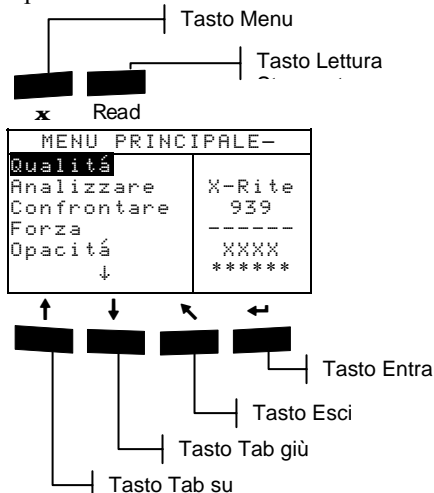 Tasto Menu
Tasto Lettura
x Read
MENU PRINCIPALE—
Qualitá
Analizzare X-Rite
Confrontare 939
Forza ------
Opacitá XXXX
↓ ******
↑ ↓ ↖ ↵
Tasto Entra
Tasto Esci
Tasto Tab giù
Tasto Tab su